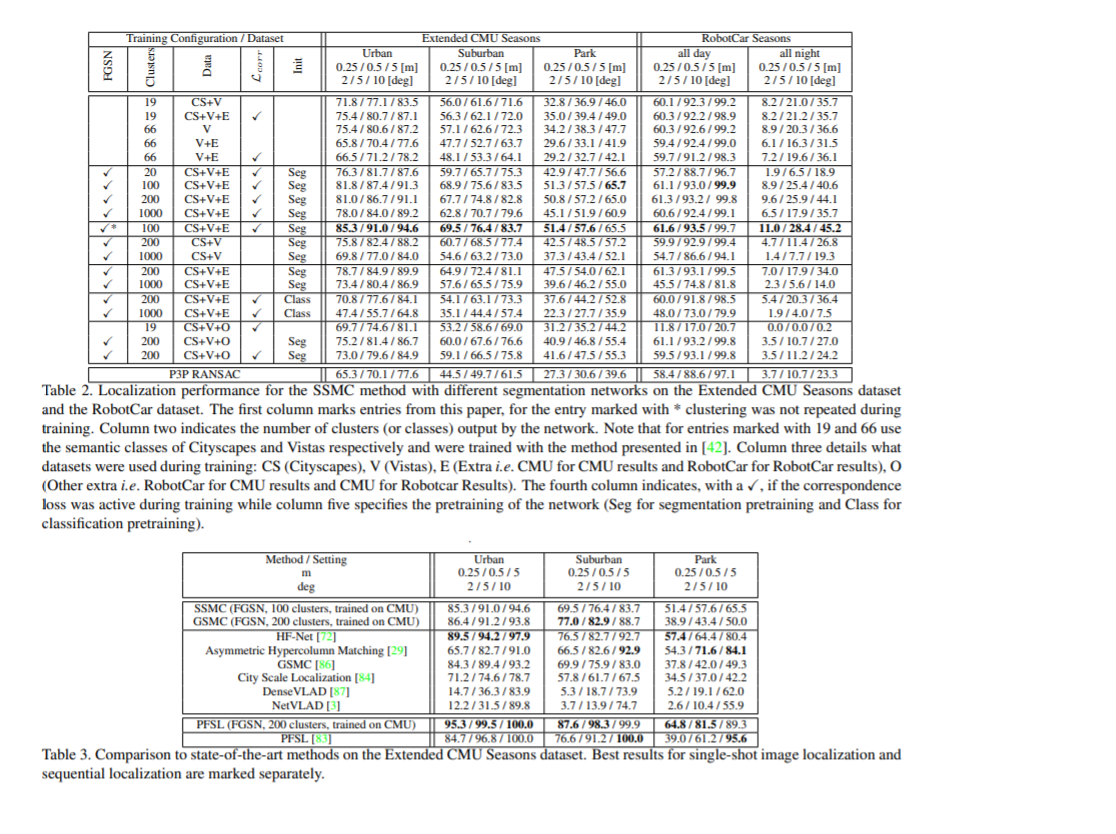 Training Configuration / Dataset Extended CMU Seasons RobotCar Seasons
FGSN Clusters Data L_corr Init Urban Suburban Park all day all night
0.25 / 0.5 / 5 [m] 0.25 / 0.5 / 5 [m] 0.25 / 0.5 / 5 [m] 0.25 / 0.5 / 5 [m] 0.25 / 0.5 / 5 [m]
2 / 5 / 10 [deg] 2 / 5 / 10 [deg] 2 / 5 / 10 [deg] 2 / 5 / 10 [deg] 2 / 5 / 10 [deg]
19 CS+V 71.8 / 77.1 / 83.5 56.0 / 61.6 / 71.6 32.8 / 36.9 / 46.0 60.1 / 92.3 / 99.2 8.2 / 21.0 / 35.7
19 CS+V+E ✓ 75.4 / 80.7 / 87.1 56.3 / 62.1 / 72.0 35.0 / 39.4 / 49.0 60.3 / 92.2 / 98.9 8.2 / 21.2 / 35.7
66 V 75.4 / 80.6 / 87.2 57.1 / 62.6 / 72.3 34.2 / 38.3 / 47.7 60.3 / 92.6 / 99.2 8.9 / 20.3 / 36.6
66 V+E 65.8 / 70.4 / 77.6 47.7 / 52.7 / 63.7 29.6 / 33.1 / 41.9 59.4 / 92.4 / 99.0 6.1 / 16.3 / 31.5
66 V+E ✓ 66.5 / 71.2 / 78.2 48.1 / 53.3 / 64.1 29.2 / 32.7 / 42.1 59.7 / 91.2 / 98.3 7.2 / 19.6 / 36.1
✓ 20 CS+V+E ✓ Seg 76.3 / 81.7 / 87.6 59.7 / 65.7 / 75.3 42.9 / 47.7 / 56.6 57.2 / 88.7 / 96.7 1.9 / 6.5 / 18.9
✓ 100 CS+V+E ✓ Seg 81.8 / 87.4 / 91.3 68.9 / 75.6 / 83.5 51.3 / 57.5 / 65.7 61.1 / 93.0 / 99.9 8.9 / 25.4 / 40.6
✓ 200 CS+V+E ✓ Seg 81.0 / 86.7 / 91.1 67.7 / 74.8 / 82.8 50.8 / 57.2 / 65.0 61.3 / 93.2 / 99.8 9.6 / 25.9 / 44.1
✓ 1000 CS+V+E ✓ Seg 78.0 / 84.0 / 89.2 62.8 / 70.7 / 79.6 45.1 / 51.9 / 60.9 60.6 / 92.4 / 99.1 6.5 / 17.9 / 35.7
✓* 100 CS+V+E ✓ Seg 85.3 / 91.0 / 94.6 69.5 / 76.4 / 83.7 51.4 / 57.6 / 65.5 61.6 / 93.5 / 99.7 11.0 / 28.4 / 45.2
✓ 200 CS+V Seg 75.8 / 82.4 / 88.2 60.7 / 68.5 / 77.4 42.5 / 48.5 / 57.2 59.9 / 92.9 / 99.4 4.7 / 11.4 / 26.8
✓ 1000 CS+V Seg 69.8 / 77.0 / 84.0 54.6 / 63.2 / 73.0 37.3 / 43.4 / 52.1 54.7 / 86.6 / 94.1 1.4 / 7.7 / 19.3
✓ 200 CS+V+E Seg 78.7 / 84.9 / 89.9 64.9 / 72.4 / 81.1 47.5 / 54.0 / 62.1 61.3 / 93.1 / 99.5 7.0 / 17.9 / 34.0
✓ 1000 CS+V+E Seg 73.4 / 80.4 / 86.9 57.6 / 65.5 / 75.9 39.6 / 46.2 / 55.0 45.5 / 74.8 / 81.8 2.3 / 5.6 / 14.0
✓ 200 CS+V+E ✓ Class 70.8 / 77.6 / 84.1 54.1 / 63.1 / 73.3 37.6 / 44.2 / 52.8 60.0 / 91.8 / 98.5 5.4 / 20.3 / 36.4
✓ 1000 CS+V+E ✓ Class 47.4 / 55.7 / 64.8 35.1 / 44.4 / 57.4 22.3 / 27.7 / 35.9 48.0 / 73.0 / 79.9 1.9 / 4.0 / 7.5
19 CS+V+O ✓ 69.7 / 74.6 / 81.1 53.2 / 58.6 / 69.0 31.2 / 35.2 / 44.2 11.8 / 17.0 / 20.7 0.0 / 0.0 / 0.2
✓ 200 CS+V+O Seg 75.2 / 81.4 / 86.7 60.0 / 67.6 / 76.6 40.9 / 46.8 / 55.4 61.1 / 93.2 / 99.8 3.5 / 10.7 / 27.0
✓ 200 CS+V+O ✓ Seg 73.0 / 79.6 / 84.9 59.1 / 66.5 / 75.8 41.6 / 47.5 / 55.3 59.5 / 93.1 / 99.8 3.5 / 11.2 / 24.2
P3P RANSAC 65.3 / 70.1 / 77.6 44.5 / 49.7 / 61.5 27.3 / 30.6 / 39.6 58.4 / 88.6 / 97.1 3.7 / 10.7 / 23.3
Table 2. Localization performance for the SSMC method with different segmentation networks on the Extended CMU Seasons dataset
and the RobotCar dataset. The first column marks entries from this paper, for the entry marked with * clustering was not repeated during
training. Column two indicates the number of clusters (or classes) output by the network. Note that for entries marked with 19 and 66 use
the semantic classes of Cityscapes and Vistas respectively and were trained with the method presented in [42]. Column three details what
datasets were used during training: CS (Cityscapes), V (Vistas), E (Extra i.e. CMU for CMU results and RobotCar for RobotCar results), O
(Other extra i.e. RobotCar for CMU results and CMU for Robotcar Results). The fourth column indicates, with a ✓, if the correspondence
loss was active during training while column five specifies the pretraining of the network (Seg for segmentation pretraining and Class for
classification pretraining).
Method / Setting Urban Suburban Park
m 0.25 / 0.5 / 5 0.25 / 0.5 / 5 0.25 / 0.5 / 5
deg 2 / 5 / 10 2 / 5 / 10 2 / 5 / 10
SSMC (FGSN, 100 clusters, trained on CMU) 85.3 / 91.0 / 94.6 69.5 / 76.4 / 83.7 51.4 / 57.6 / 65.5
GSMC (FGSN, 200 clusters, trained on CMU) 86.4 / 91.2 / 93.8 77.0 / 82.9 / 88.7 38.9 / 43.4 / 50.0
HF-Net [72] 89.5 / 94.2 / 97.9 76.5 / 82.7 / 92.7 57.4 / 64.4 / 80.4
Asymmetric Hypercolumn Matching [29] 65.7 / 82.7 / 91.0 66.5 / 82.6 / 92.9 54.3 / 71.6 / 84.1
GSMC [86] 84.3 / 89.4 / 93.2 69.9 / 75.9 / 83.0 37.8 / 42.0 / 49.3
City Scale Localization [84] 71.2 / 74.6 / 78.7 57.8 / 61.7 / 67.5 34.5 / 37.0 / 42.2
DenseVLAD [87] 14.7 / 36.3 / 83.9 5.3 / 18.7 / 73.9 5.2 / 19.1 / 62.0
NetVLAD [3] 12.2 / 31.5 / 89.8 3.7 / 13.9 / 74.7 2.6 / 10.4 / 55.9
PFSL (FGSN, 200 clusters, trained on CMU) 95.3 / 99.5 / 100.0 87.6 / 98.3 / 99.9 64.8 / 81.5 / 89.3
PFSL [83] 84.7 / 96.8 / 100.0 76.6 / 91.2 / 100.0 39.0 / 61.2 / 95.6
Table 3. Comparison to state-of-the-art methods on the Extended CMU Seasons dataset. Best results for single-shot image localization and
sequential localization are marked separately.